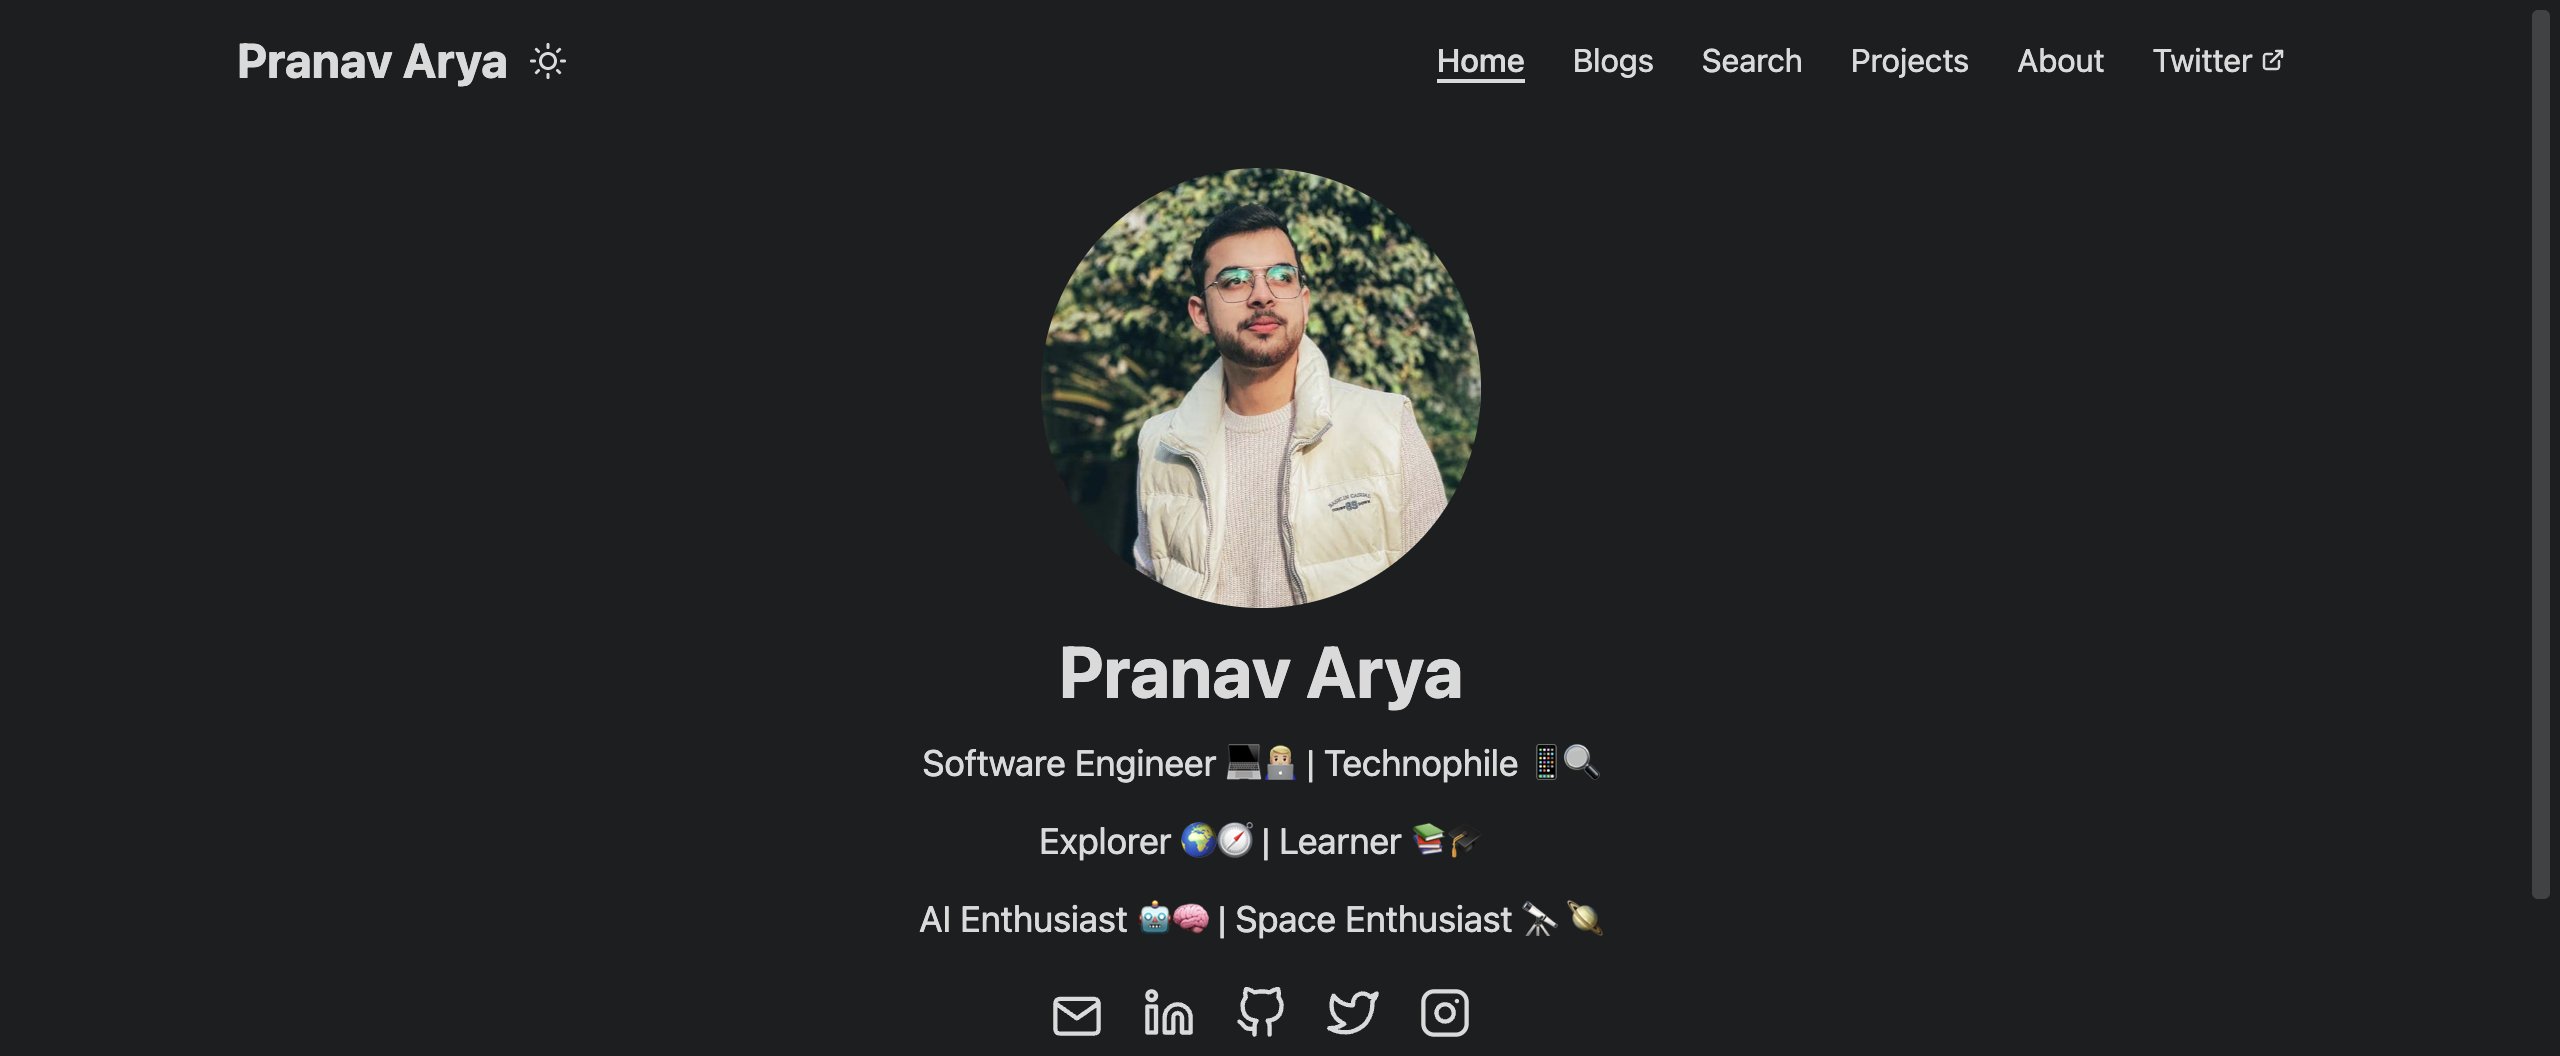 Pranav Arya
Home Blogs Search Projects About Twitter
Pranav Arya
Software Engineer 💻👨🏼‍💻 | Technophile 📱🔍
Explorer 🌍🧭 | Learner 📚🎓
AI Enthusiast 🤖🧠 | Space Enthusiast 🔭🪐